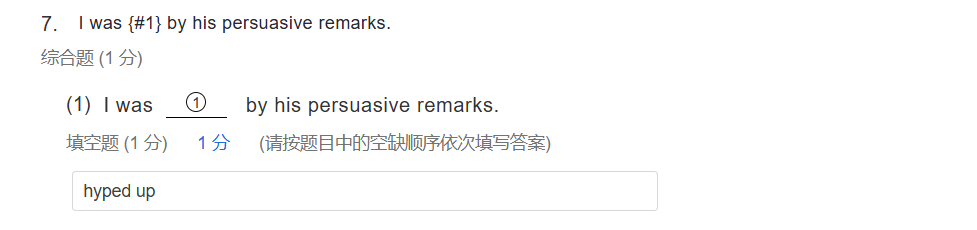 7. I was {#1} by his persuasive remarks.
综合题 (1 分)
(1) I was ① by his persuasive remarks.
填空题 (1 分) 1 分 (请按题目中的空缺顺序依次填写答案)
hyped up